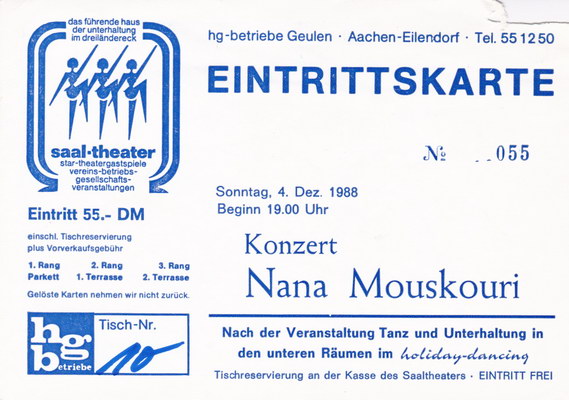 das führende haus
der unterhaltung
im dreiländereck
saal-theater
star-theatergastspiele
vereins-betriebs-
gesellschafts-
veranstaltungen
Eintritt 55.- DM
einschl. Tischreservierung
plus Vorverkaufsgebühr
1. Rang 2. Rang 3. Rang
Parkett 1. Terrasse 2. Terrasse
Gelöste Karten nehmen wir nicht zurück.
hgb
etriebe
Tisch-Nr.
10
hg-betriebe Geulen · Aachen-Eilendorf · Tel. 55 12 50
EINTRITTSKARTE
№ 055
Sonntag, 4. Dez. 1988
Beginn 19.00 Uhr
Konzert
Nana Mouskouri
Nach der Veranstaltung Tanz und Unterhaltung in
den unteren Räumen im holiday-dancing
Tischreservierung an der Kasse des Saaltheaters · EINTRITT FREI